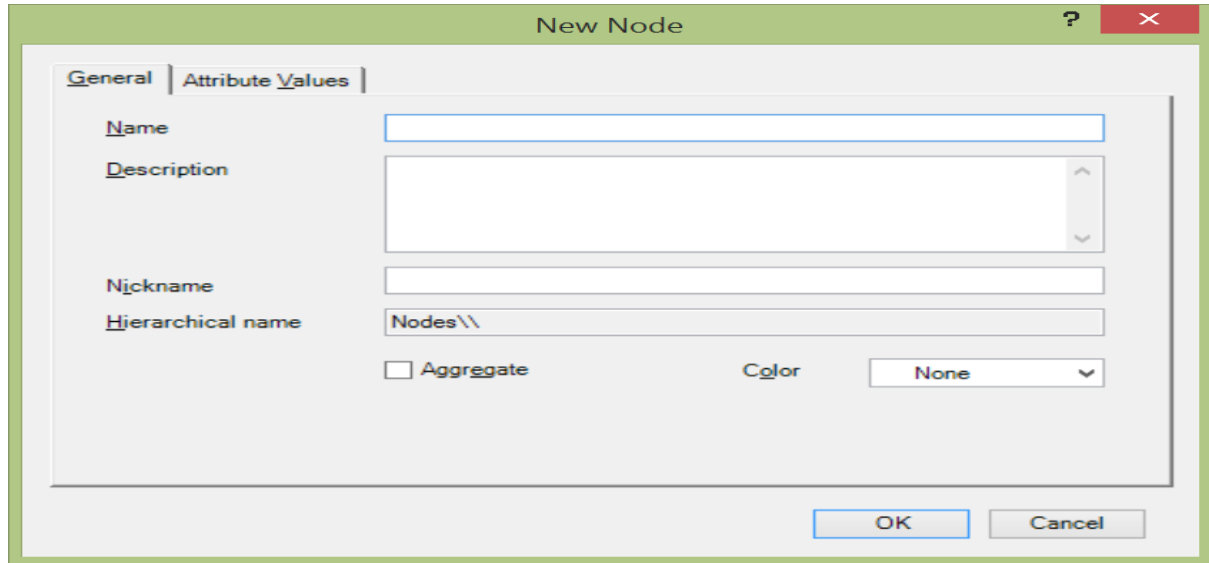 New Node
?
General Attribute Values
Name
Description
Nickname
Hierarchical name Nodes\\
Aggregate Color None
OK Cancel